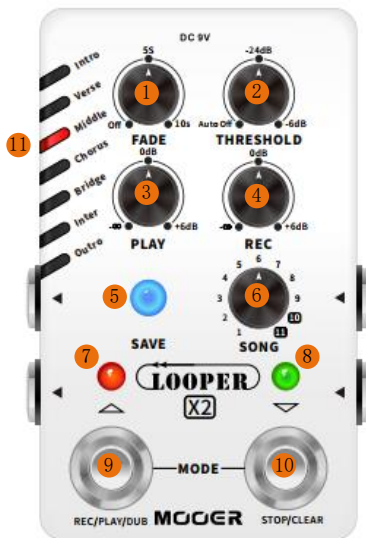 DC 9V
Intro
Verse
Middle
Chorus
Bridge
Inter
Outro
11
5S
-24dB
1
2
Off
10s
Auto Off
-6dB
FADE
THRESHOLD
0dB
0dB
3
4
-∞
+6dB
-∞
+6dB
PLAY
REC
5
6
1
2
3
4
5
6
7
8
9
10
11
SAVE
SONG
7
8
LOOPER
X2
9
10
MODE
REC/PLAY/DUB
MOOER
STOP/CLEAR